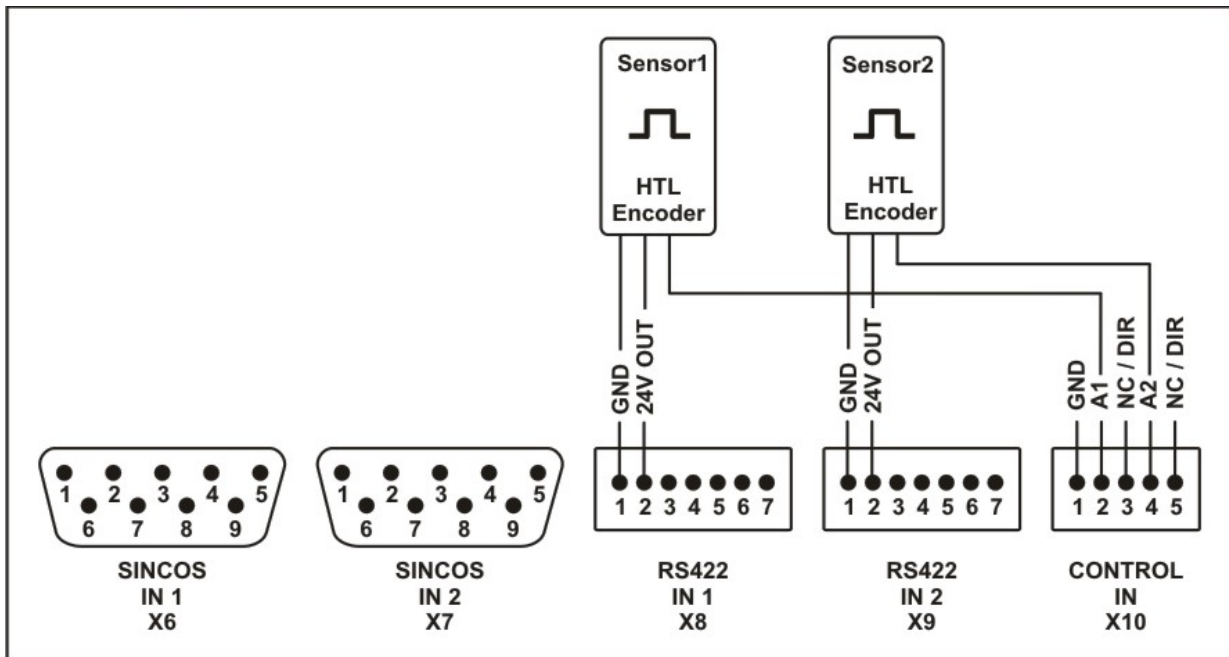 Sensor1
HTL
Encoder
Sensor2
HTL
Encoder
GND
24V OUT
GND
24V OUT
GND
A1
NC / DIR
A2
NC / DIR
1 2 3 4 5
6 7 8 9
SINCOS
IN 1
X6
1 2 3 4 5
6 7 8 9
SINCOS
IN 2
X7
1 2 3 4 5 6 7
RS422
IN 1
X8
1 2 3 4 5 6 7
RS422
IN 2
X9
1 2 3 4 5
CONTROL
IN
X10